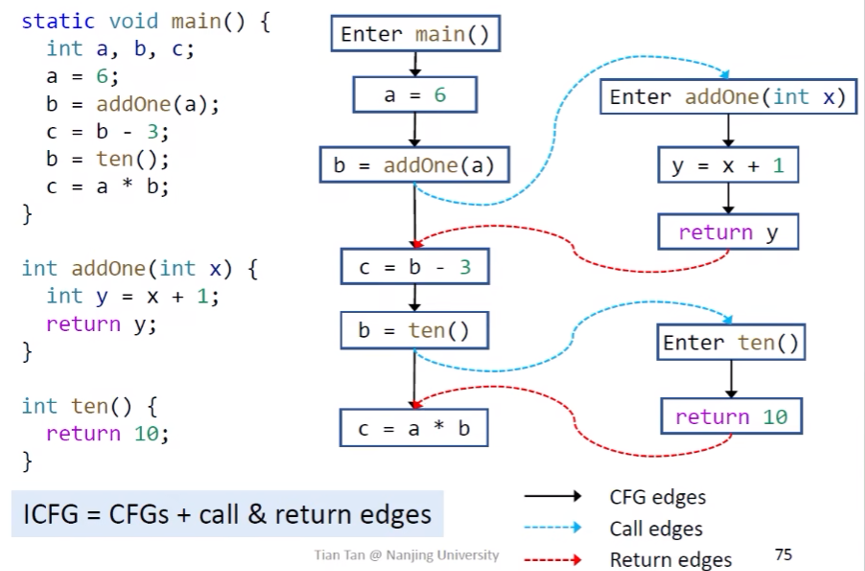 static void main() {
int a, b, c;
a = 6;
b = addOne(a);
c = b - 3;
b = ten();
c = a * b;
}
int addOne(int x) {
int y = x + 1;
return y;
}
int ten() {
return 10;
}
Enter main()
a = 6
b = addOne(a)
c = b - 3
b = ten()
c = a * b
Enter addOne(int x)
y = x + 1
return y
Enter ten()
return 10
ICFG = CFGs + call & return edges
CFG edges
Call edges
Return edges
Tian Tan @ Nanjing University
75